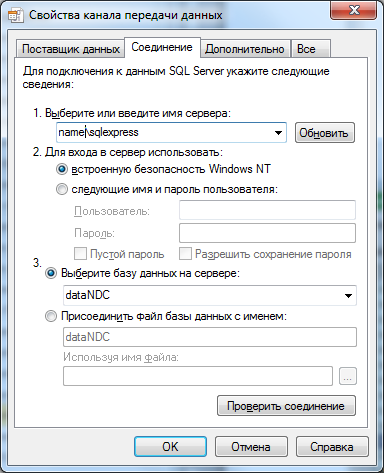 Свойства канала передачи данных
Поставщик данных Соединение Дополнительно Все
Для подключения к данным SQL Server укажите следующие
сведения:
1. Выберите или введите имя сервера:
name\sqlexpress Обновить
2. Для входа в сервер использовать:
встроенную безопасность Windows NT
следующие имя и пароль пользователя:
Пользователь:
Пароль:
Пустой пароль Разрешить сохранение пароля
3. Выберите базу данных на сервере:
dataNDC
Присоединить файл базы данных с именем:
dataNDC
Используя имя файла:
...
Проверить соединение
OK Отмена Справка